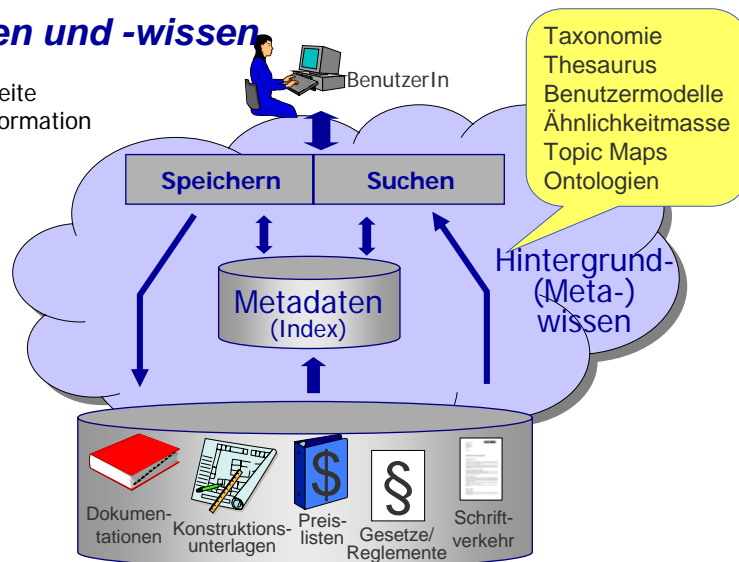 en und -wissen
eite
ormation
BenutzerIn
Taxonomie
Thesaurus
Benutzermodelle
Ähnlichkeitmasse
Topic Maps
Ontologien
Speichern
Suchen
Hintergrund-
(Meta-)
wissen
Metadaten
(Index)
$
§
Dokumen-
tationen
Konstruktions-
unterlagen
Preis-
listen
Gesetze/
Reglemente
Schrift-
verkehr